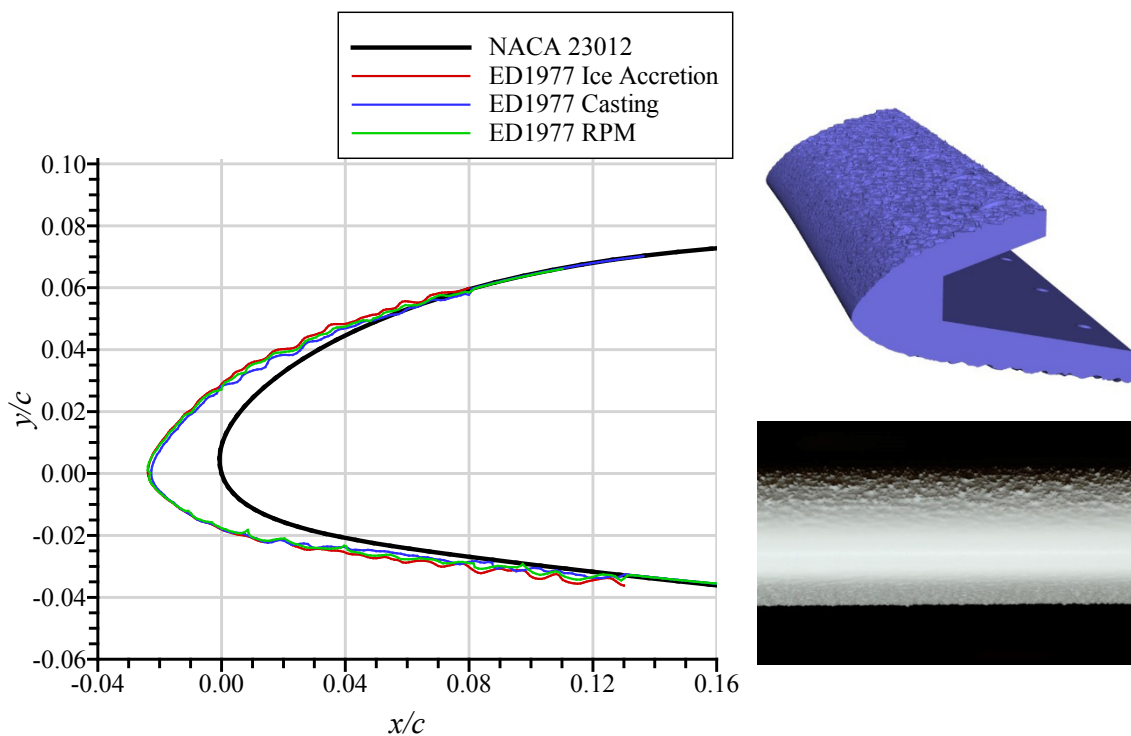 NACA 23012
ED1977 Ice Accretion
ED1977 Casting
ED1977 RPM
0.10
0.08
0.06
0.04
0.02
0.00
-0.02
-0.04
-0.06
y/c
-0.04
0.00
0.04
0.08
0.12
0.16
x/c